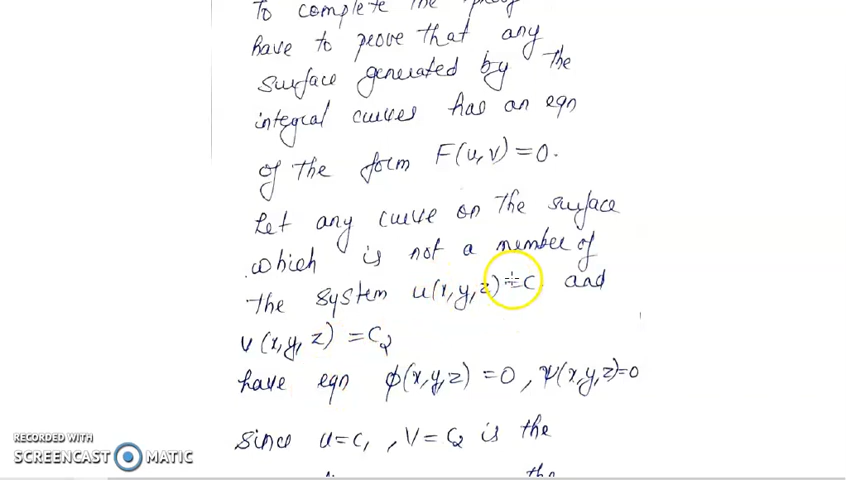 To complete the proof
have to prove that any
surface generated by the
integral curves has an eqn
of the form F(u,v)=0.
Let any curve on the surface
which is not a member of
the system u(x,y,z)=C and
v(x,y,z)=C2
have eqn ϕ(x,y,z)=0, ψ(x,y,z)=0
since u=C1, V=C2 is the
the
RECORDED WITH
SCREENCAST MATIC